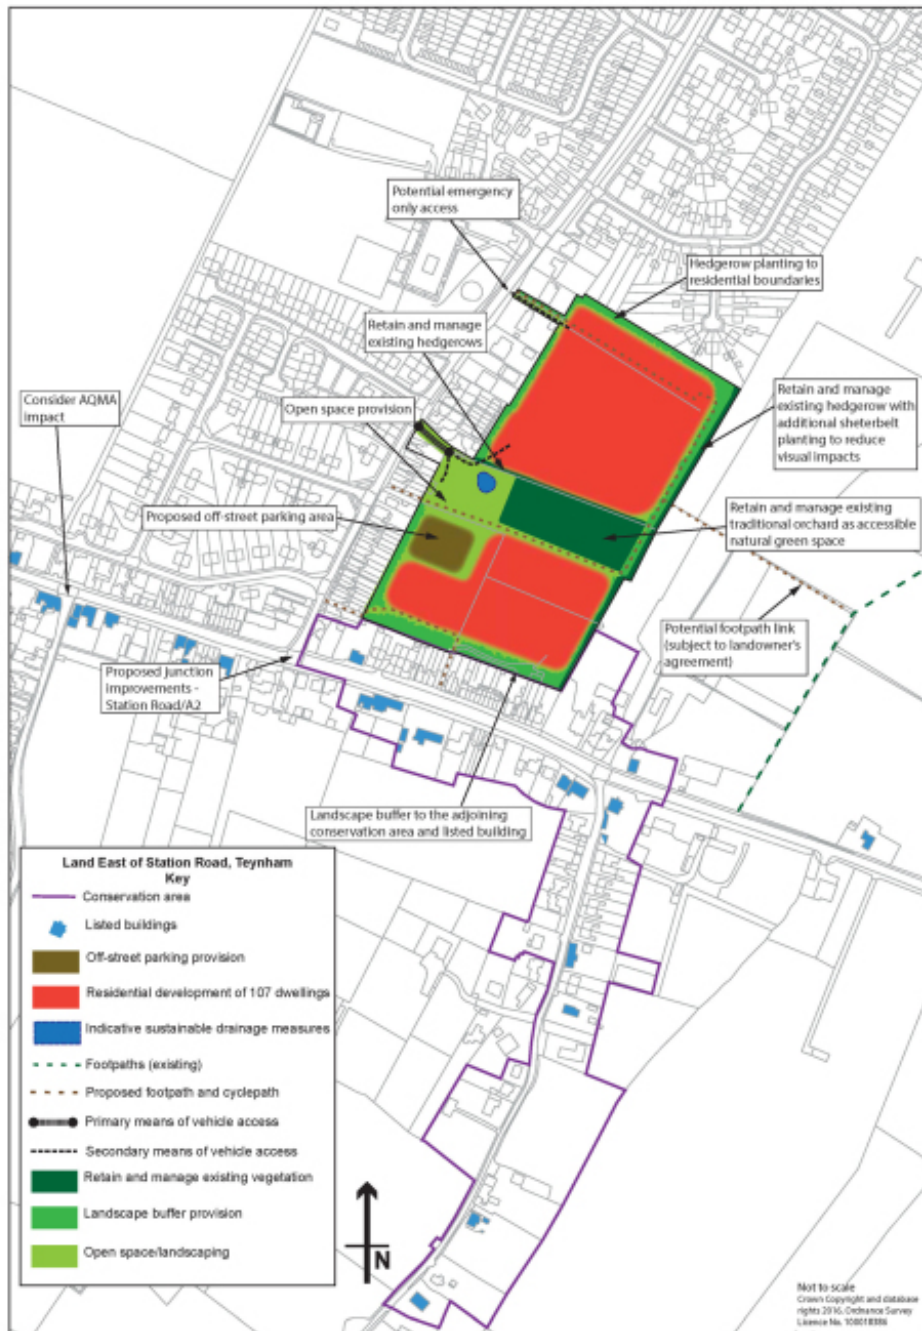 Potential emergency
only access
Hedgerow planting to
residential boundaries
Retain and manage
existing hedgerows
Consider AQMA
impact
Open space provision
Retain and manage
existing hedgerow with
additional sheterbelt
planting to reduce
visual impacts
Proposed off-street parking area
Retain and manage existing
traditional orchard as accessible
natural green space
Potential footpath link
(subject to landowner's
agreement)
Proposed junction
improvements -
Station Road/A2
Landscape buffer to the adjoining
conservation area and listed building
Land East of Station Road, Teynham
Key
Conservation area
Listed buildings
Off-street parking provision
Residential development of 107 dwellings
Indicative sustainable drainage measures
Footpaths (existing)
Proposed footpath and cyclepath
Primary means of vehicle access
Secondary means of vehicle access
Retain and manage existing vegetation
Landscape buffer provision
Open space/landscaping
N
Not to scale
Crown Copyright and database
rights 2016. Ordnance Survey
Licence No. 100018386